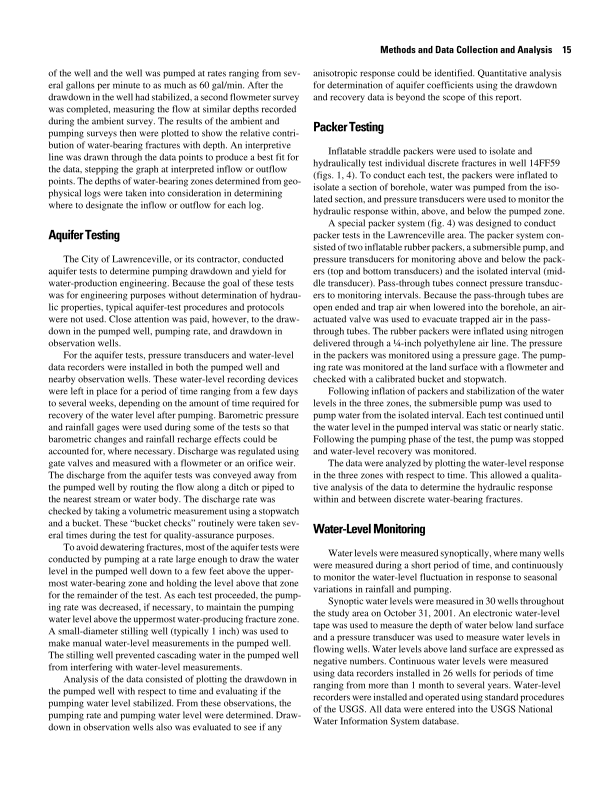 Methods and Data Collection and Analysis 15
of the well and the well was pumped at rates ranging from sev-
eral gallons per minute to as much as 60 gal/min. After the
drawdown in the well had stabilized, a second flowmeter survey
was completed, measuring the flow at similar depths recorded
during the ambient survey. The results of the ambient and
pumping surveys then were plotted to show the relative contri-
bution of water-bearing fractures with depth. An interpretive
line was drawn through the data points to produce a best fit for
the data, stepping the graph at interpreted inflow or outflow
points. The depths of water-bearing zones determined from geo-
physical logs were taken into consideration in determining
where to designate the inflow or outflow for each log.
Aquifer Testing
The City of Lawrenceville, or its contractor, conducted
aquifer tests to determine pumping drawdown and yield for
water-production engineering. Because the goal of these tests
was for engineering purposes without determination of hydrau-
lic properties, typical aquifer-test procedures and protocols
were not used. Close attention was paid, however, to the draw-
down in the pumped well, pumping rate, and drawdown in
observation wells.
For the aquifer tests, pressure transducers and water-level
data recorders were installed in both the pumped well and
nearby observation wells. These water-level recording devices
were left in place for a period of time ranging from a few days
to several weeks, depending on the amount of time required for
recovery of the water level after pumping. Barometric pressure
and rainfall gages were used during some of the tests so that
barometric changes and rainfall recharge effects could be
accounted for, where necessary. Discharge was regulated using
gate valves and measured with a flowmeter or an orifice weir.
The discharge from the aquifer tests was conveyed away from
the pumped well by routing the flow along a ditch or piped to
the nearest stream or water body. The discharge rate was
checked by taking a volumetric measurement using a stopwatch
and a bucket. These “bucket checks” routinely were taken sev-
eral times during the test for quality-assurance purposes.
To avoid dewatering fractures, most of the aquifer tests were
conducted by pumping at a rate large enough to draw the water
level in the pumped well down to a few feet above the upper-
most water-bearing zone and holding the level above that zone
for the remainder of the test. As each test proceeded, the pump-
ing rate was decreased, if necessary, to maintain the pumping
water level above the uppermost water-producing fracture zone.
A small-diameter stilling well (typically 1 inch) was used to
make manual water-level measurements in the pumped well.
The stilling well prevented cascading water in the pumped well
from interfering with water-level measurements.
Analysis of the data consisted of plotting the drawdown in
the pumped well with respect to time and evaluating if the
pumping water level stabilized. From these observations, the
pumping rate and pumping water level were determined. Draw-
down in observation wells also was evaluated to see if any
anisotropic response could be identified. Quantitative analysis
for determination of aquifer coefficients using the drawdown
and recovery data is beyond the scope of this report.
Packer Testing
Inflatable straddle packers were used to isolate and
hydraulically test individual discrete fractures in well 14FF59
(figs. 1, 4). To conduct each test, the packers were inflated to
isolate a section of borehole, water was pumped from the iso-
lated section, and pressure transducers were used to monitor the
hydraulic response within, above, and below the pumped zone.
A special packer system (fig. 4) was designed to conduct
packer tests in the Lawrenceville area. The packer system con-
sisted of two inflatable rubber packers, a submersible pump, and
pressure transducers for monitoring above and below the pack-
ers (top and bottom transducers) and the isolated interval (mid-
dle transducer). Pass-through tubes connect pressure transduc-
ers to monitoring intervals. Because the pass-through tubes are
open ended and trap air when lowered into the borehole, an air-
actuated valve was used to evacuate trapped air in the pass-
through tubes. The rubber packers were inflated using nitrogen
delivered through a ¼-inch polyethylene air line. The pressure
in the packers was monitored using a pressure gage. The pump-
ing rate was monitored at the land surface with a flowmeter and
checked with a calibrated bucket and stopwatch.
Following inflation of packers and stabilization of the water
levels in the three zones, the submersible pump was used to
pump water from the isolated interval. Each test continued until
the water level in the pumped interval was static or nearly static.
Following the pumping phase of the test, the pump was stopped
and water-level recovery was monitored.
The data were analyzed by plotting the water-level response
in the three zones with respect to time. This allowed a qualita-
tive analysis of the data to determine the hydraulic response
within and between discrete water-bearing fractures.
Water-Level Monitoring
Water levels were measured synoptically, where many wells
were measured during a short period of time, and continuously
to monitor the water-level fluctuation in response to seasonal
variations in rainfall and pumping.
Synoptic water levels were measured in 30 wells throughout
the study area on October 31, 2001. An electronic water-level
tape was used to measure the depth of water below land surface
and a pressure transducer was used to measure water levels in
flowing wells. Water levels above land surface are expressed as
negative numbers. Continuous water levels were measured
using data recorders installed in 26 wells for periods of time
ranging from more than 1 month to several years. Water-level
recorders were installed and operated using standard procedures
of the USGS. All data were entered into the USGS National
Water Information System database.